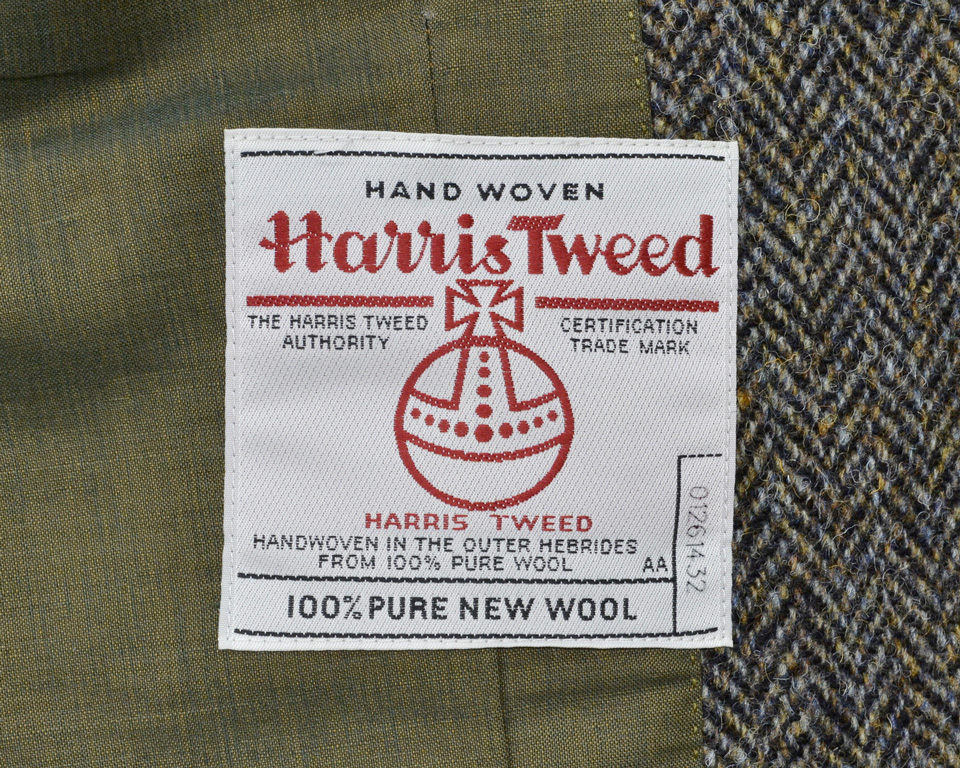 HAND WOVEN
Harris Tweed
THE HARRIS TWEED
AUTHORITY
CERTIFICATION
TRADE MARK
HARRIS TWEED
HANDWOVEN IN THE OUTER HEBRIDES
FROM 100% PURE WOOL
AA
01261432
100% PURE NEW WOOL